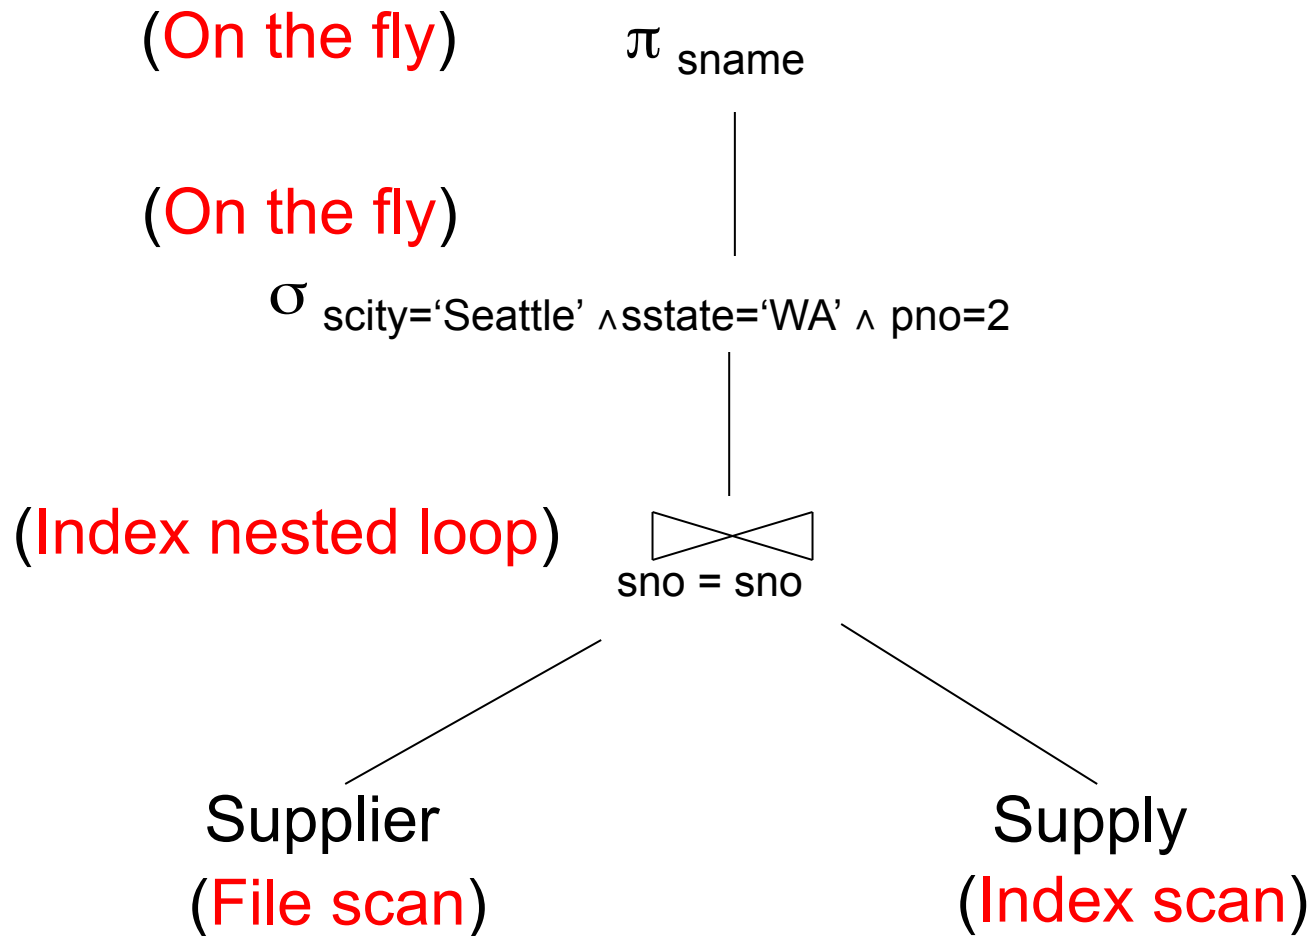 (On the fly) π sname
(On the fly)
σ scity=‘Seattle’ ∧sstate=‘WA’ ∧ pno=2
(Index nested loop)
sno = sno
Supplier Supply
(File scan) (Index scan)